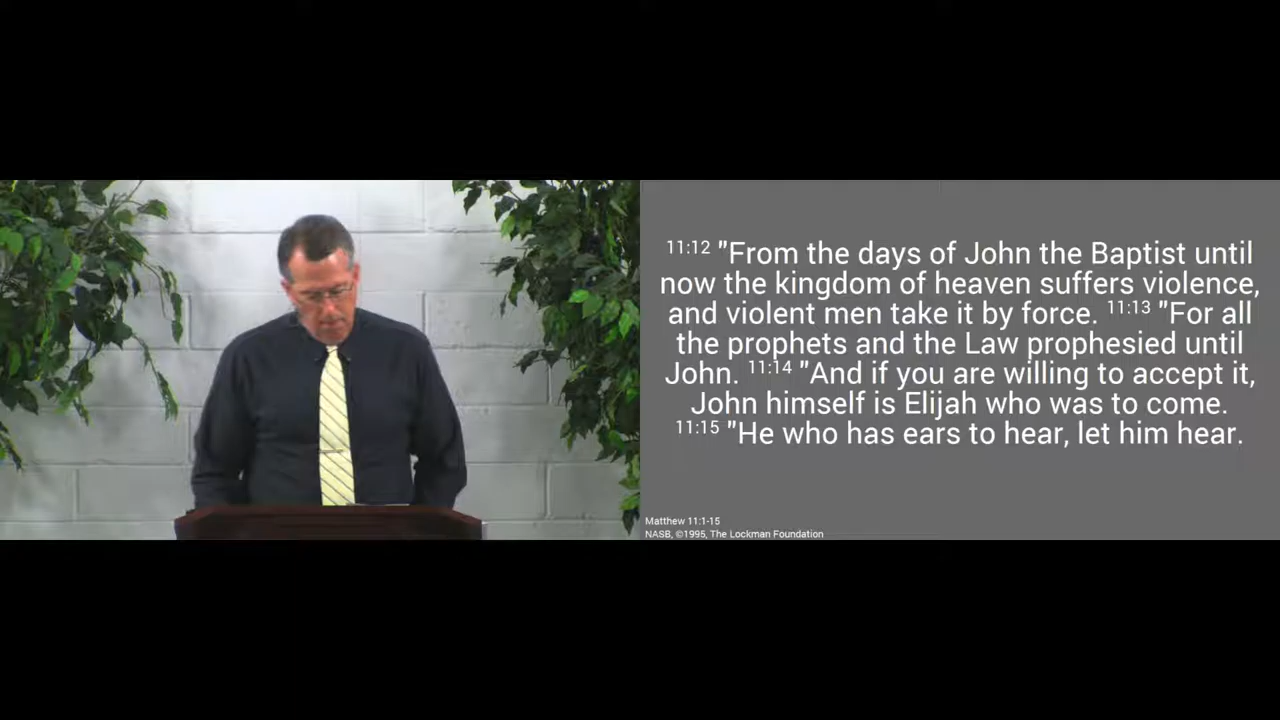 11:12 "From the days of John the Baptist until
now the kingdom of heaven suffers violence,
and violent men take it by force. 11:13 "For all
the prophets and the Law prophesied until
John. 11:14 "And if you are willing to accept it,
John himself is Elijah who was to come.
11:15 "He who has ears to hear, let him hear.
Matthew 11:1-15
NASB, ©1995, The Lockman Foundation